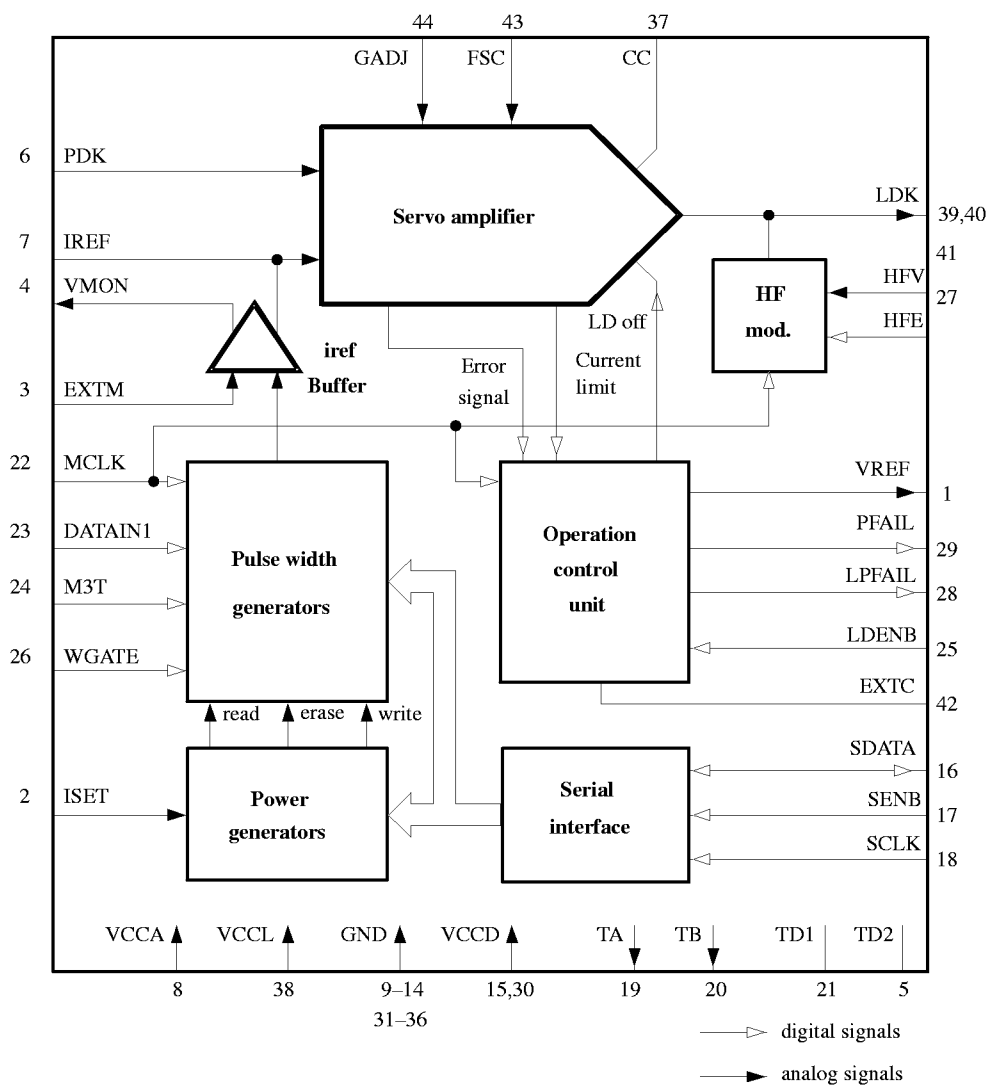 44 43 37
GADJ FSC CC
6 PDK
Servo amplifier
LDK
39,40
7 IREF
41
4 VMON
HF
mod.
HFV
27
HFE
LD off
iref
Buffer
Error
signal
Current
limit
3 EXTM
22 MCLK
VREF
1
23 DATAIN1
PFAIL
29
Operation
control
unit
Pulse width
generators
24 M3T
LPFAIL
28
26 WGATE
LDENB
25
EXTC
42
read erase write
SDATA
16
2 ISET
Power
generators
Serial
interface
SENB
17
SCLK
18
VCCA VCCL GND VCCD TA TB TD1 TD2
8 38 9–14 15,30 19 20 21 5
31–36
digital signals
analog signals